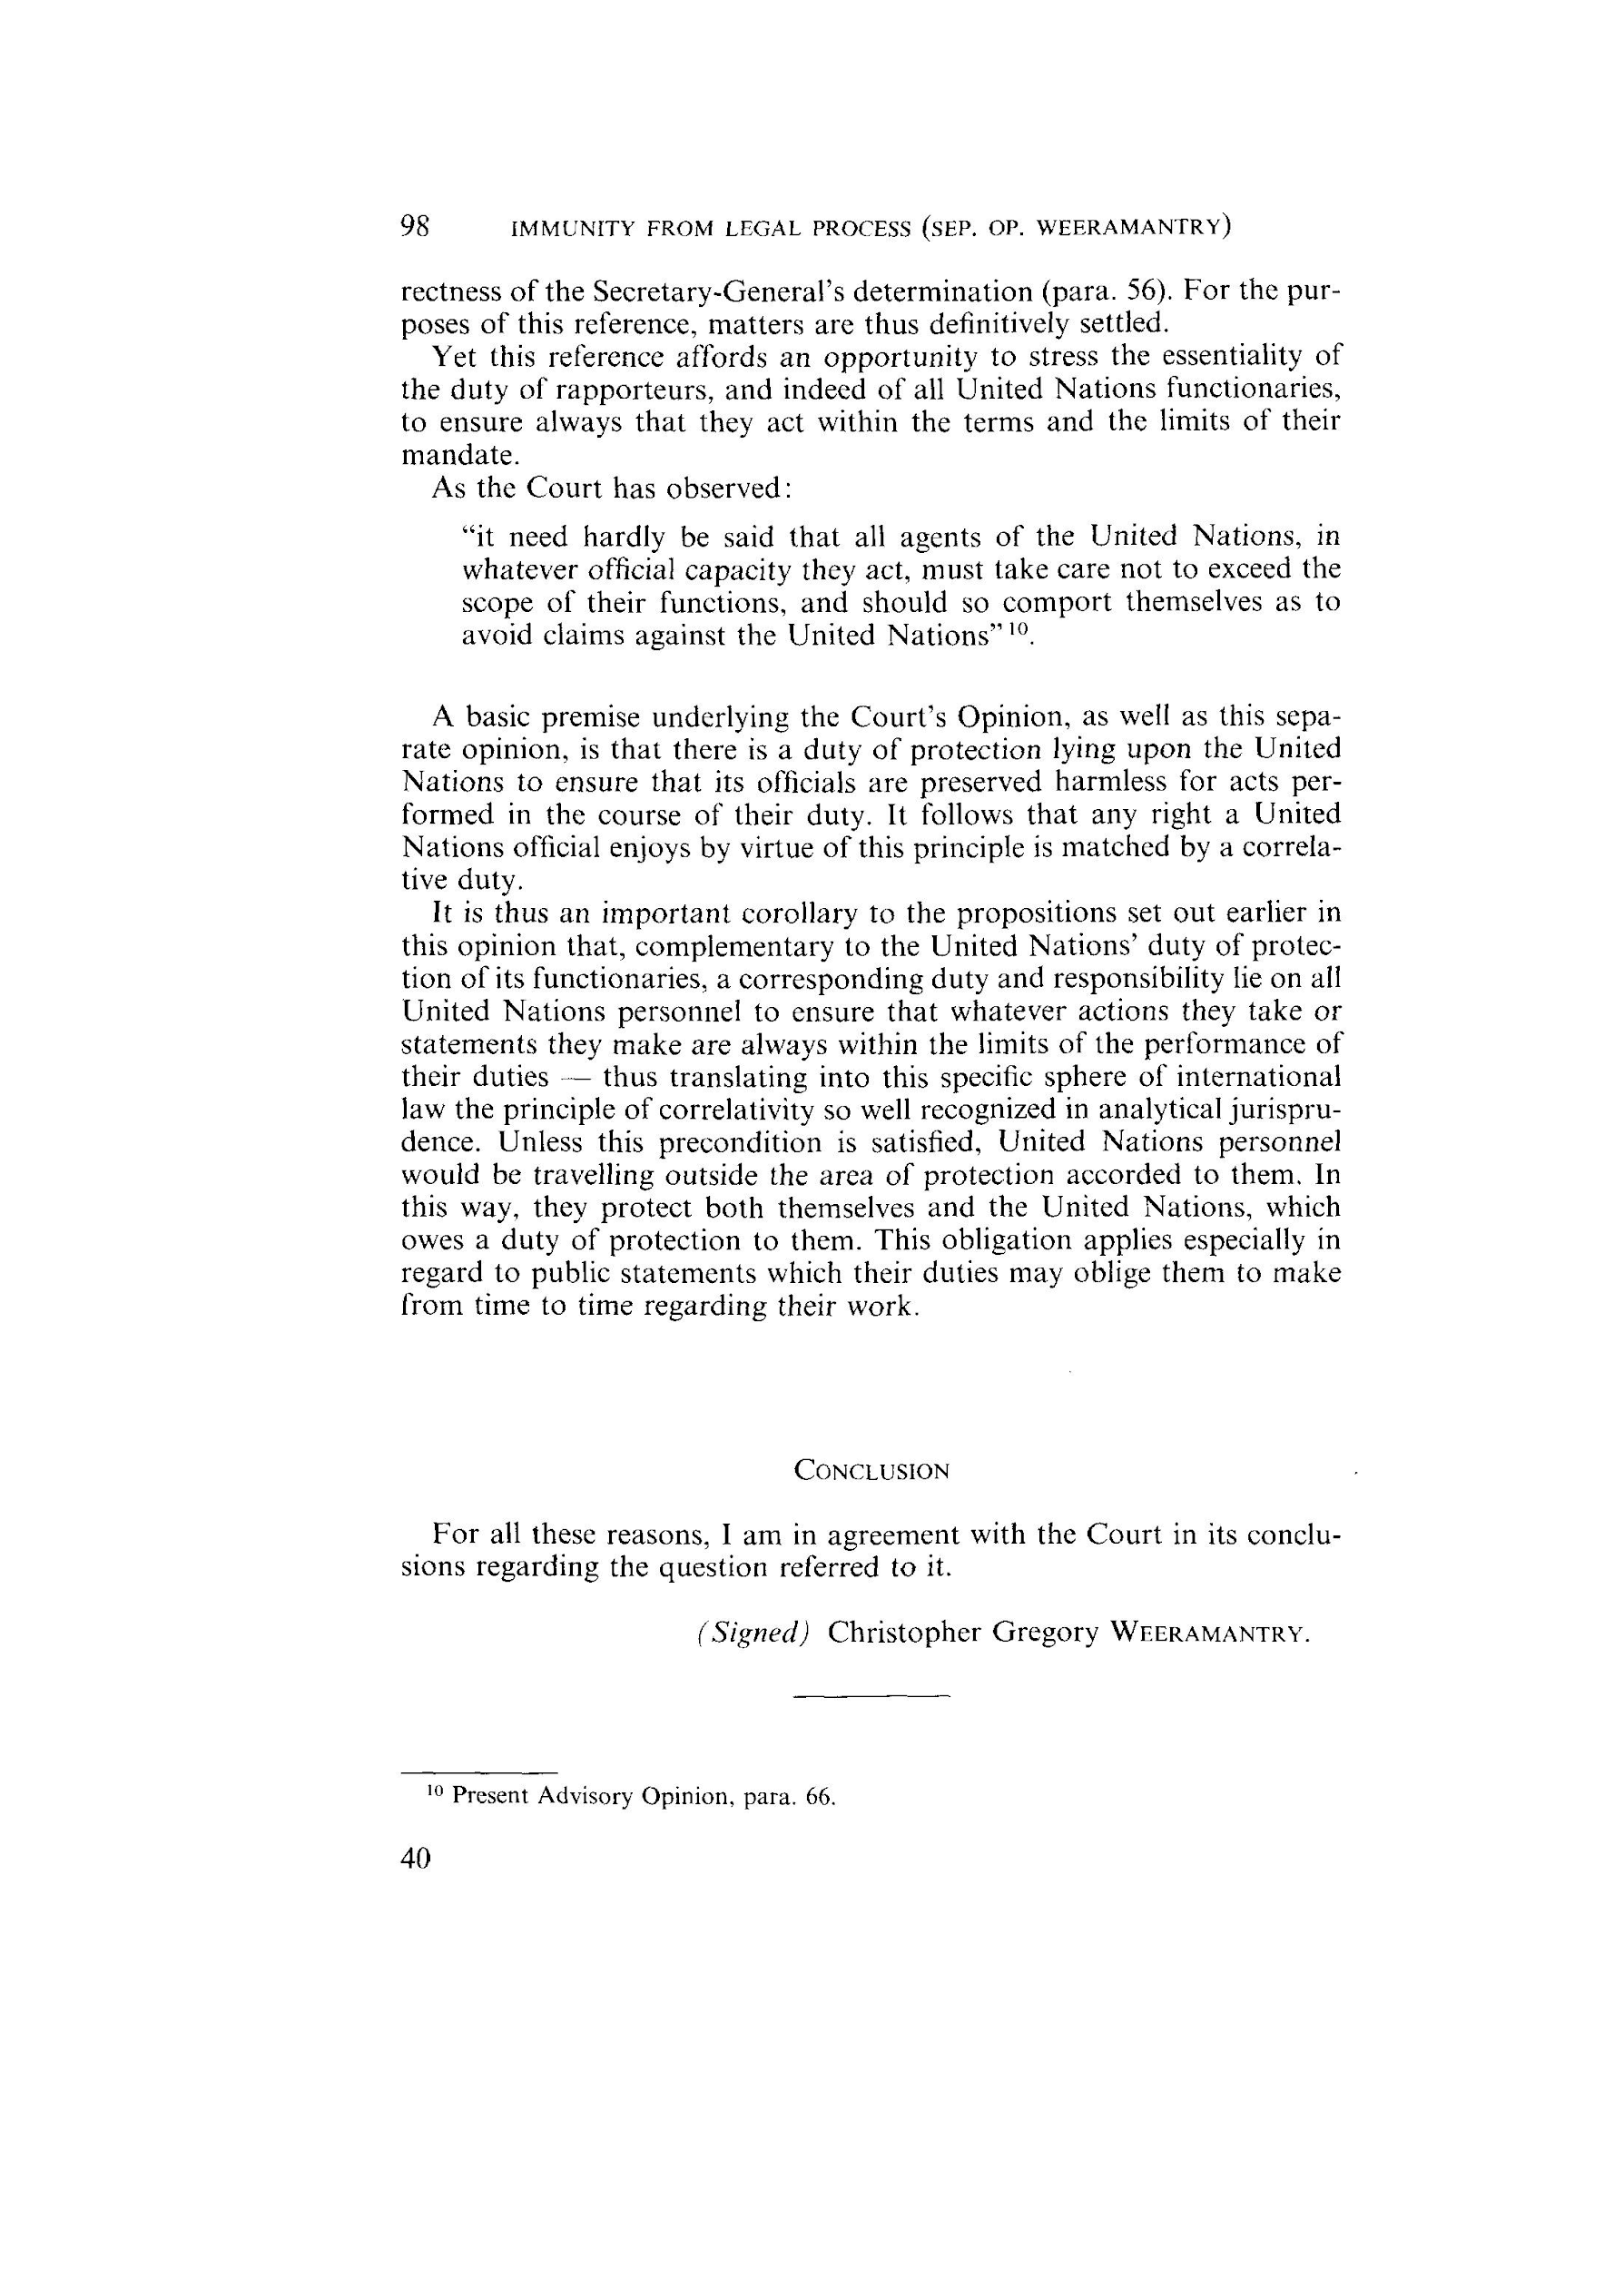 98 IMMUNITY FROM LEGAL PROCESS (SEP. OP. WEERAMANTRY)
rectness of the Secretary-General's determination (para. 56). For the pur-
poses of this reference, matters are thus definitively settled.
Yet this reference affords an opportunity to stress the essentiality of
the duty of rapporteurs, and indeed of all United Nations functionaries,
to ensure always that they act within the terms and the limits of their
mandate.
As the Court has observed:
“it need hardly be said that all agents of the United Nations, in
whatever official capacity they act, must take care not to exceed the
scope of their functions, and should so comport themselves as to
avoid claims against the United Nations” 10.
A basic premise underlying the Court's Opinion, as well as this sepa-
rate opinion, is that there is a duty of protection lying upon the United
Nations to ensure that its officials are preserved harmless for acts per-
formed in the course of their duty. It follows that any right a United
Nations official enjoys by virtue of this principle is matched by a correla-
tive duty.
It is thus an important corollary to the propositions set out earlier in
this opinion that, complementary to the United Nations' duty of protec-
tion of its functionaries, a corresponding duty and responsibility lie on all
United Nations personnel to ensure that whatever actions they take or
statements they make are always within the limits of the performance of
their duties — thus translating into this specific sphere of international
law the principle of correlativity so well recognized in analytical jurispru-
dence. Unless this precondition is satisfied, United Nations personnel
would be travelling outside the area of protection accorded to them. In
this way, they protect both themselves and the United Nations, which
owes a duty of protection to them. This obligation applies especially in
regard to public statements which their duties may oblige them to make
from time to time regarding their work.
CONCLUSION
For all these reasons, I am in agreement with the Court in its conclu-
sions regarding the question referred to it.
(Signed) Christopher Gregory WEERAMANTRY.
10 Present Advisory Opinion, para. 66.
40